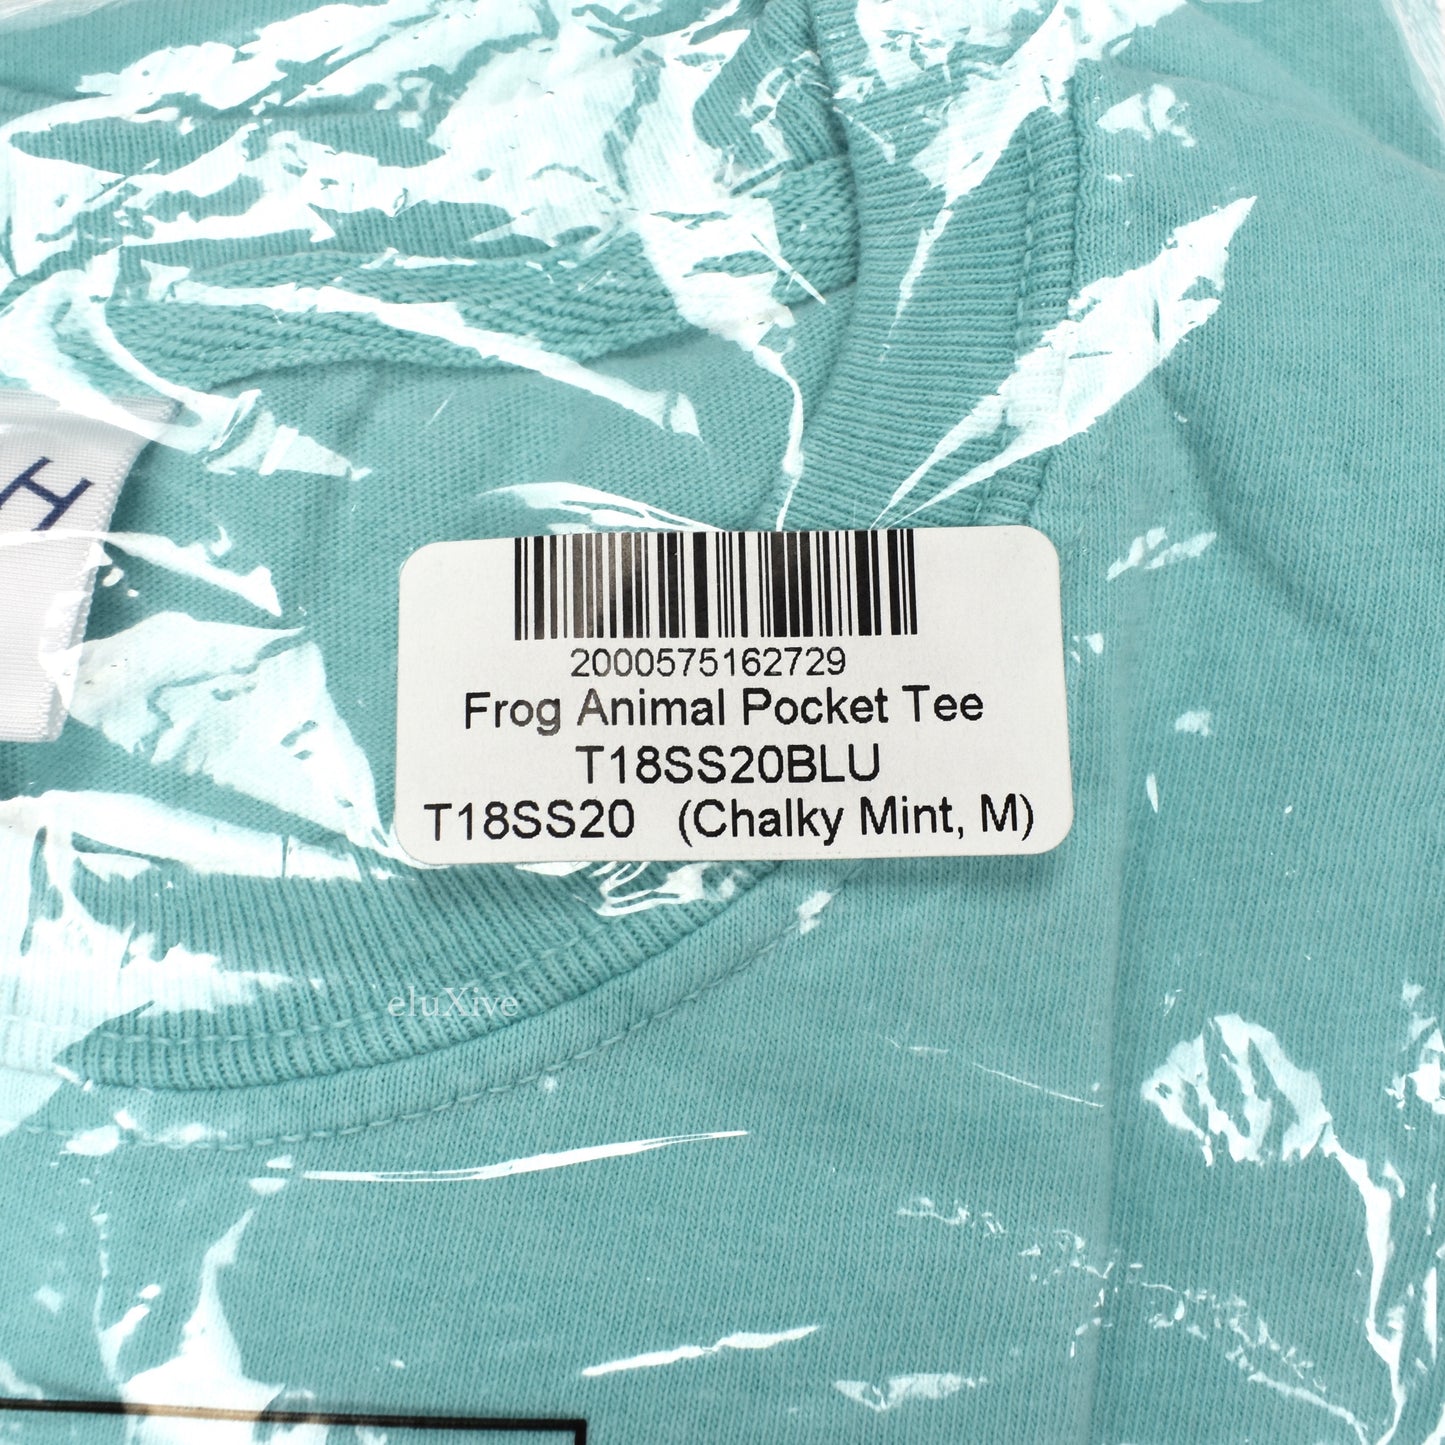 H
2000575162729
Frog Animal Pocket Tee
T18SS20BLU
T18SS20 (Chalky Mint, M)
eluXive